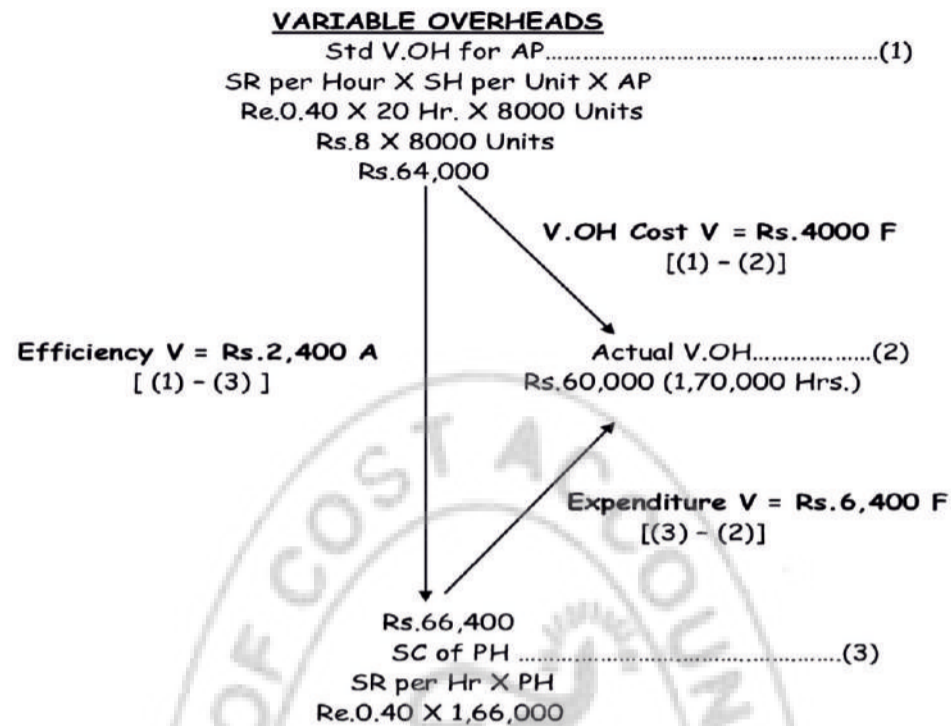 VARIABLE OVERHEADS
Std V.OH for AP................................................(1)
SR per Hour X SH per Unit X AP
Re.0.40 X 20 Hr. X 8000 Units
Rs.8 X 8000 Units
Rs.64,000
V.OH Cost V = Rs.4000 F
[(1) - (2)]
Efficiency V = Rs.2,400 A
[ (1) - (3) ]
Actual V.OH.................(2)
Rs.60,000 (1,70,000 Hrs.)
Expenditure V = Rs.6,400 F
[(3) - (2)]
Rs.66,400
SC of PH ..............................................(3)
SR per Hr X PH
Re.0.40 X 1,66,000
OF COST ACCOUN